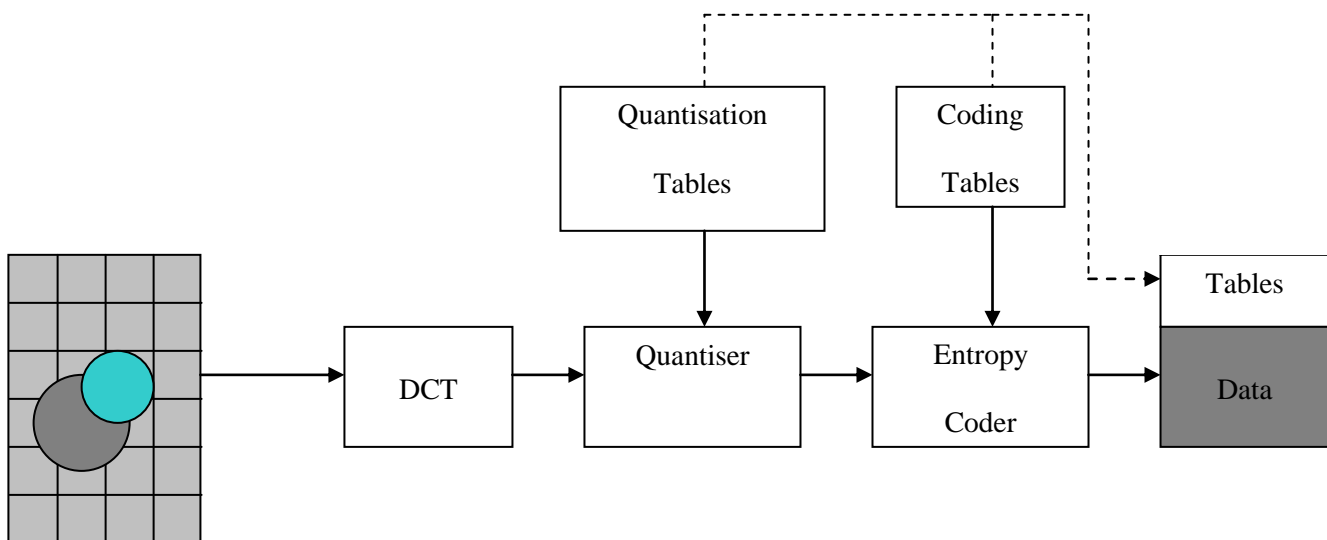 Quantisation
Tables
Coding
Tables
Tables
DCT
Quantiser
Entropy
Coder
Data